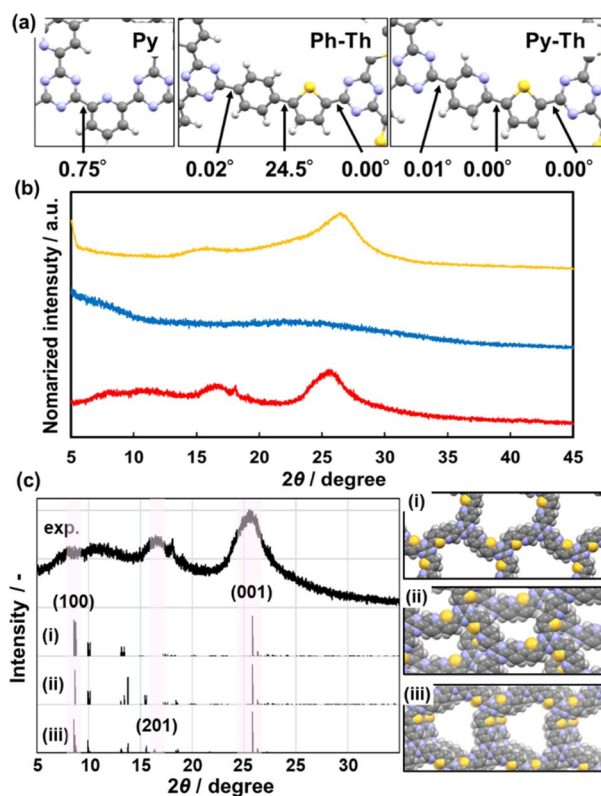 (a)
Py
Ph-Th
Py-Th
0.75°
0.02° 24.5° 0.00°
0.01° 0.00° 0.00°
(b)
Nomarized intensuty / a.u.
5 10 15 20 25 30 35 40 45
2θ / degree
(c)
exp.
(100)
(001)
(i)
(ii)
(iii)
(201)
Intensity / -
5 10 15 20 25 30
2θ / degree
(i)
(ii)
(iii)